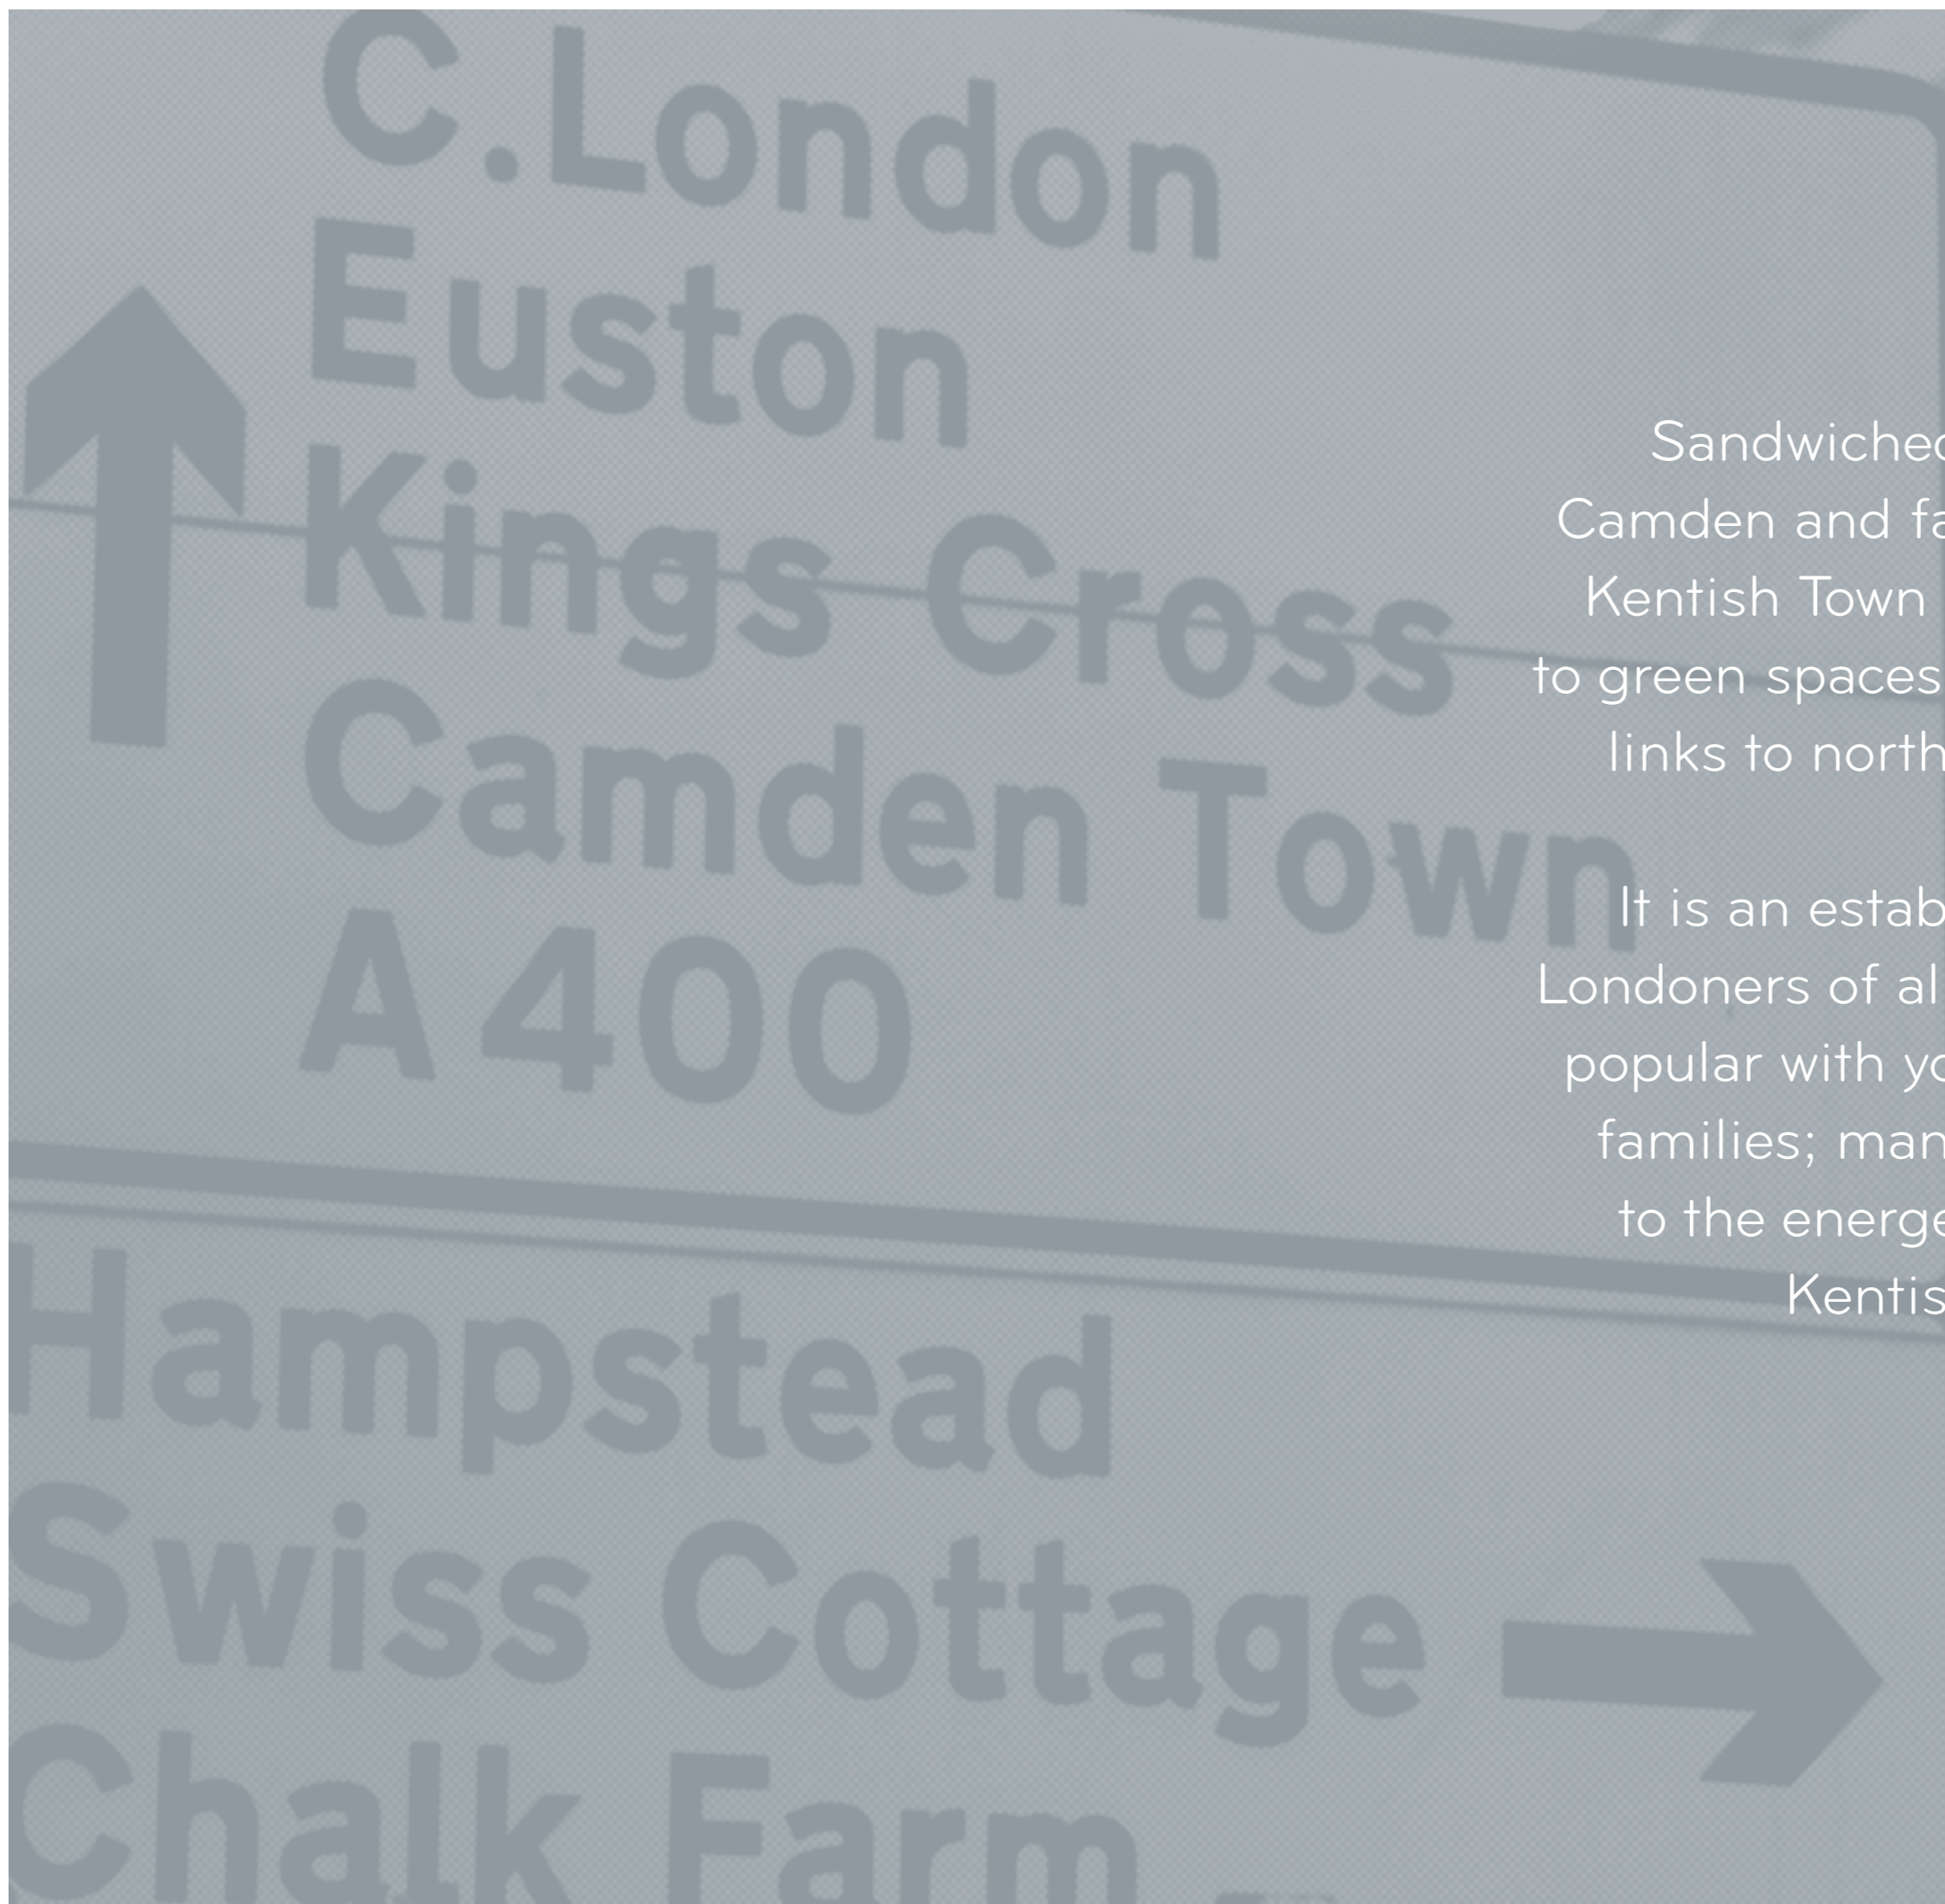 C.London
Euston
Kings Cross
Camden Town
A400
Hampstead
Swiss Cottage
Chalk Farm
Sandwiched
Camden and fa
Kentish Town
to green spaces
links to north
It is an estab
Londoners of al
popular with yo
families; man
to the energe
Kentis